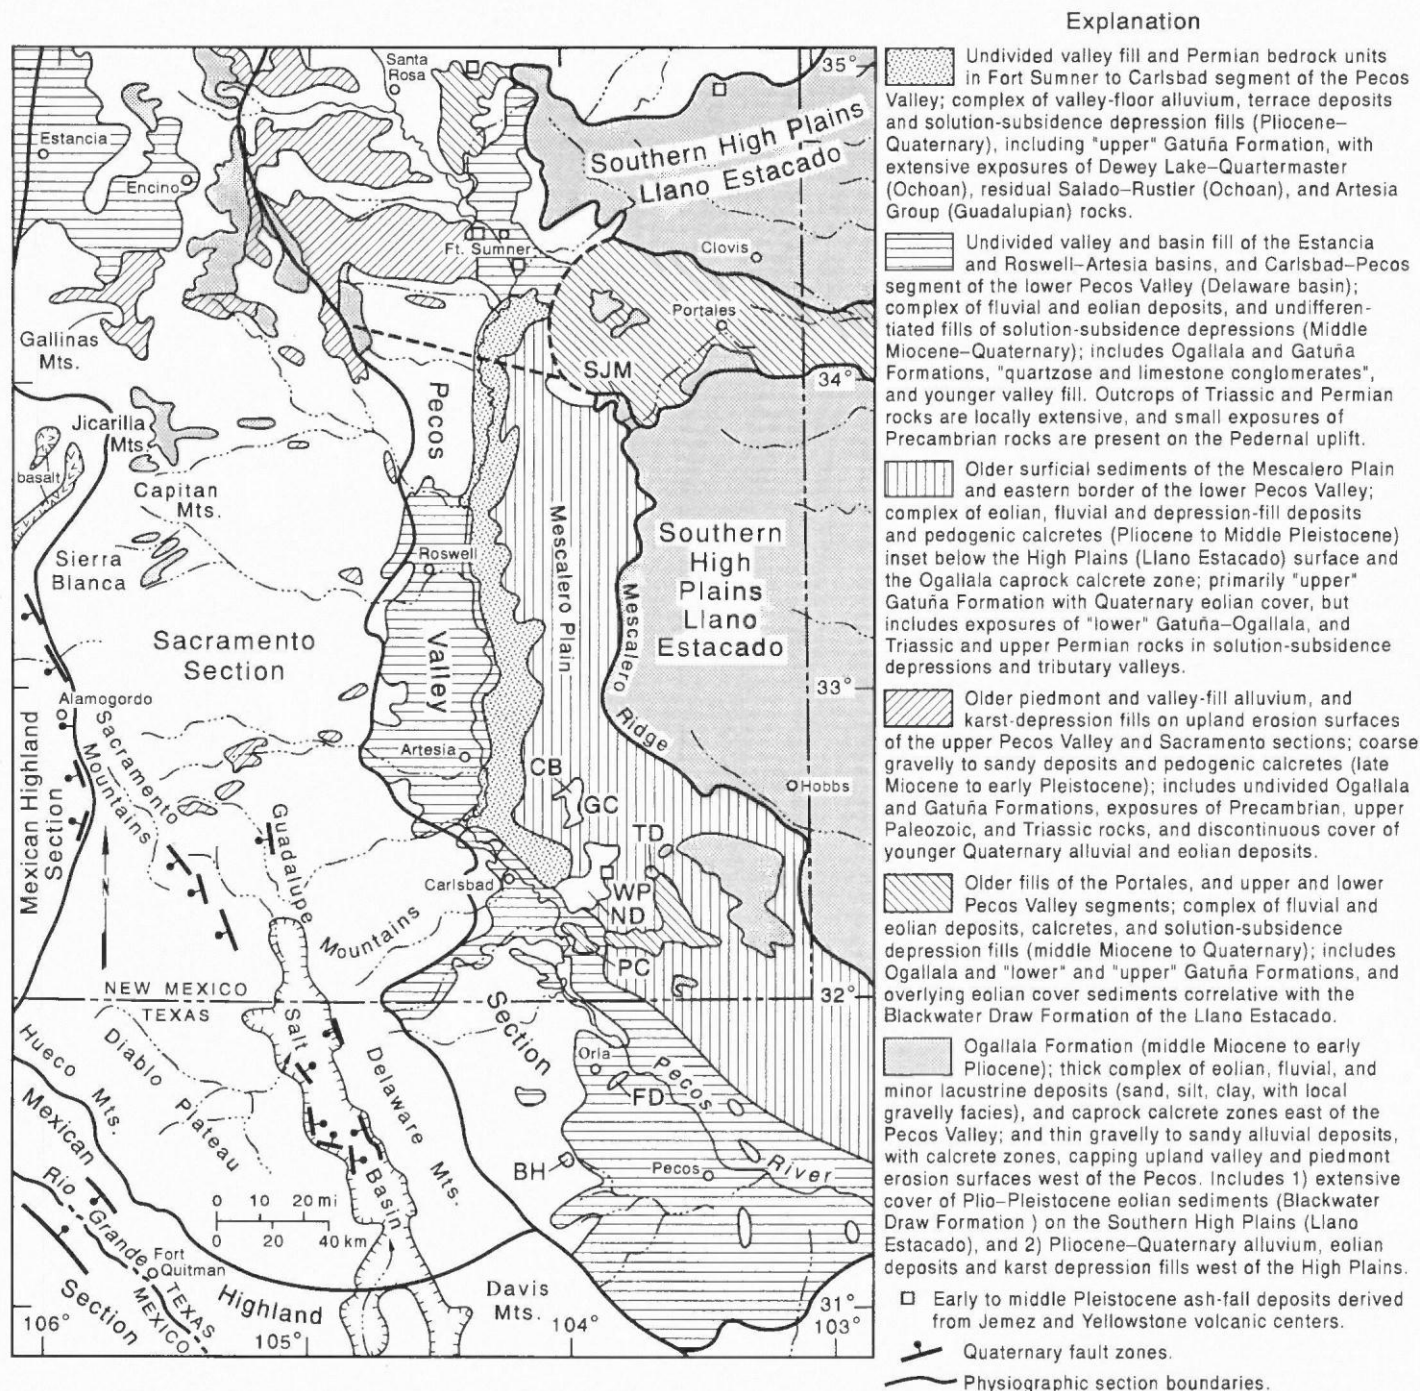 Explanation
Undivided valley fill and Permian bedrock units
in Fort Sumner to Carlsbad segment of the Pecos
Valley; complex of valley-floor alluvium, terrace deposits
and solution-subsidence depression fills (Pliocene–
Quaternary), including "upper" Gatuña Formation, with
extensive exposures of Dewey Lake–Quartermaster
(Ochoan), residual Salado–Rustler (Ochoan), and Artesia
Group (Guadalupian) rocks.
Undivided valley and basin fill of the Estancia
and Roswell–Artesia basins, and Carlsbad–Pecos
segment of the lower Pecos Valley (Delaware basin);
complex of fluvial and eolian deposits, and undifferen-
tiated fills of solution-subsidence depressions (Middle
Miocene–Quaternary); includes Ogallala and Gatuña
Formations, "quartzose and limestone conglomerates",
and younger valley fill. Outcrops of Triassic and Permian
rocks are locally extensive, and small exposures of
Precambrian rocks are present on the Pedernal uplift.
Older surficial sediments of the Mescalero Plain
and eastern border of the lower Pecos Valley;
complex of eolian, fluvial and depression-fill deposits
and pedogenic calcretes (Pliocene to Middle Pleistocene)
inset below the High Plains (Llano Estacado) surface and
the Ogallala caprock calcrete zone; primarily "upper"
Gatuña Formation with Quaternary eolian cover, but
includes exposures of "lower" Gatuña–Ogallala, and
Triassic and upper Permian rocks in solution-subsidence
depressions and tributary valleys.
Older piedmont and valley-fill alluvium, and
karst-depression fills on upland erosion surfaces
of the upper Pecos Valley and Sacramento sections; coarse
gravelly to sandy deposits and pedogenic calcretes (late
Miocene to early Pleistocene); includes undivided Ogallala
and Gatuña Formations, exposures of Precambrian, upper
Paleozoic, and Triassic rocks, and discontinuous cover of
younger Quaternary alluvial and eolian deposits.
Older fills of the Portales, and upper and lower
Pecos Valley segments; complex of fluvial and
eolian deposits, calcretes, and solution-subsidence
depression fills (middle Miocene to Quaternary); includes
Ogallala and "lower" and "upper" Gatuña Formations, and
overlying eolian cover sediments correlative with the
Blackwater Draw Formation of the Llano Estacado.
Ogallala Formation (middle Miocene to early
Pliocene); thick complex of eolian, fluvial, and
minor lacustrine deposits (sand, silt, clay, with local
gravelly facies), and caprock calcrete zones east of the
Pecos Valley; and thin gravelly to sandy alluvial deposits,
with calcrete zones, capping upland valley and piedmont
erosion surfaces west of the Pecos. Includes 1) extensive
cover of Plio–Pleistocene eolian sediments (Blackwater
Draw Formation ) on the Southern High Plains (Llano
Estacado), and 2) Pliocene–Quaternary alluvium, eolian
deposits and karst depression fills west of the High Plains.
Early to middle Pleistocene ash-fall deposits derived
from Jemez and Yellowstone volcanic centers.
Quaternary fault zones.
Physiographic section boundaries.
Santa
Rosa
35°
Estancia
Encino
Southern High Plains
Llano Estacado
Ft. Sumner
Clovis
Portales
Gallinas
Mts.
SJM
34°
Pecos
Jicarilla
Mts.
basalt
Capitan
Mts.
Mescalero Plain
Roswell
Southern
High
Plains
Llano
Estacado
Sierra
Blanca
Mescalero
Ridge
Sacramento
Section
Valley
33°
Alamogordo
Sacramento
Mountains
Mexican Highland
Section
Artesia
CB
GC
Hobbs
TD
Guadalupe
Mountains
Carlsbad
WP
ND
PC
N
NEW MEXICO
TEXAS
32°
Section
Salt
Basin
Hueco
Mts.
Diablo
Plateau
Delaware
Mts.
Orla
FD
Pecos
River
Mexican
Highland
Section
BH
Pecos
Rio
Grande
0 10 20 mi
0 20 40 km
Fort
Quitman
TEXAS
MEXICO
Davis
Mts.
31°
106°
105°
104°
103°